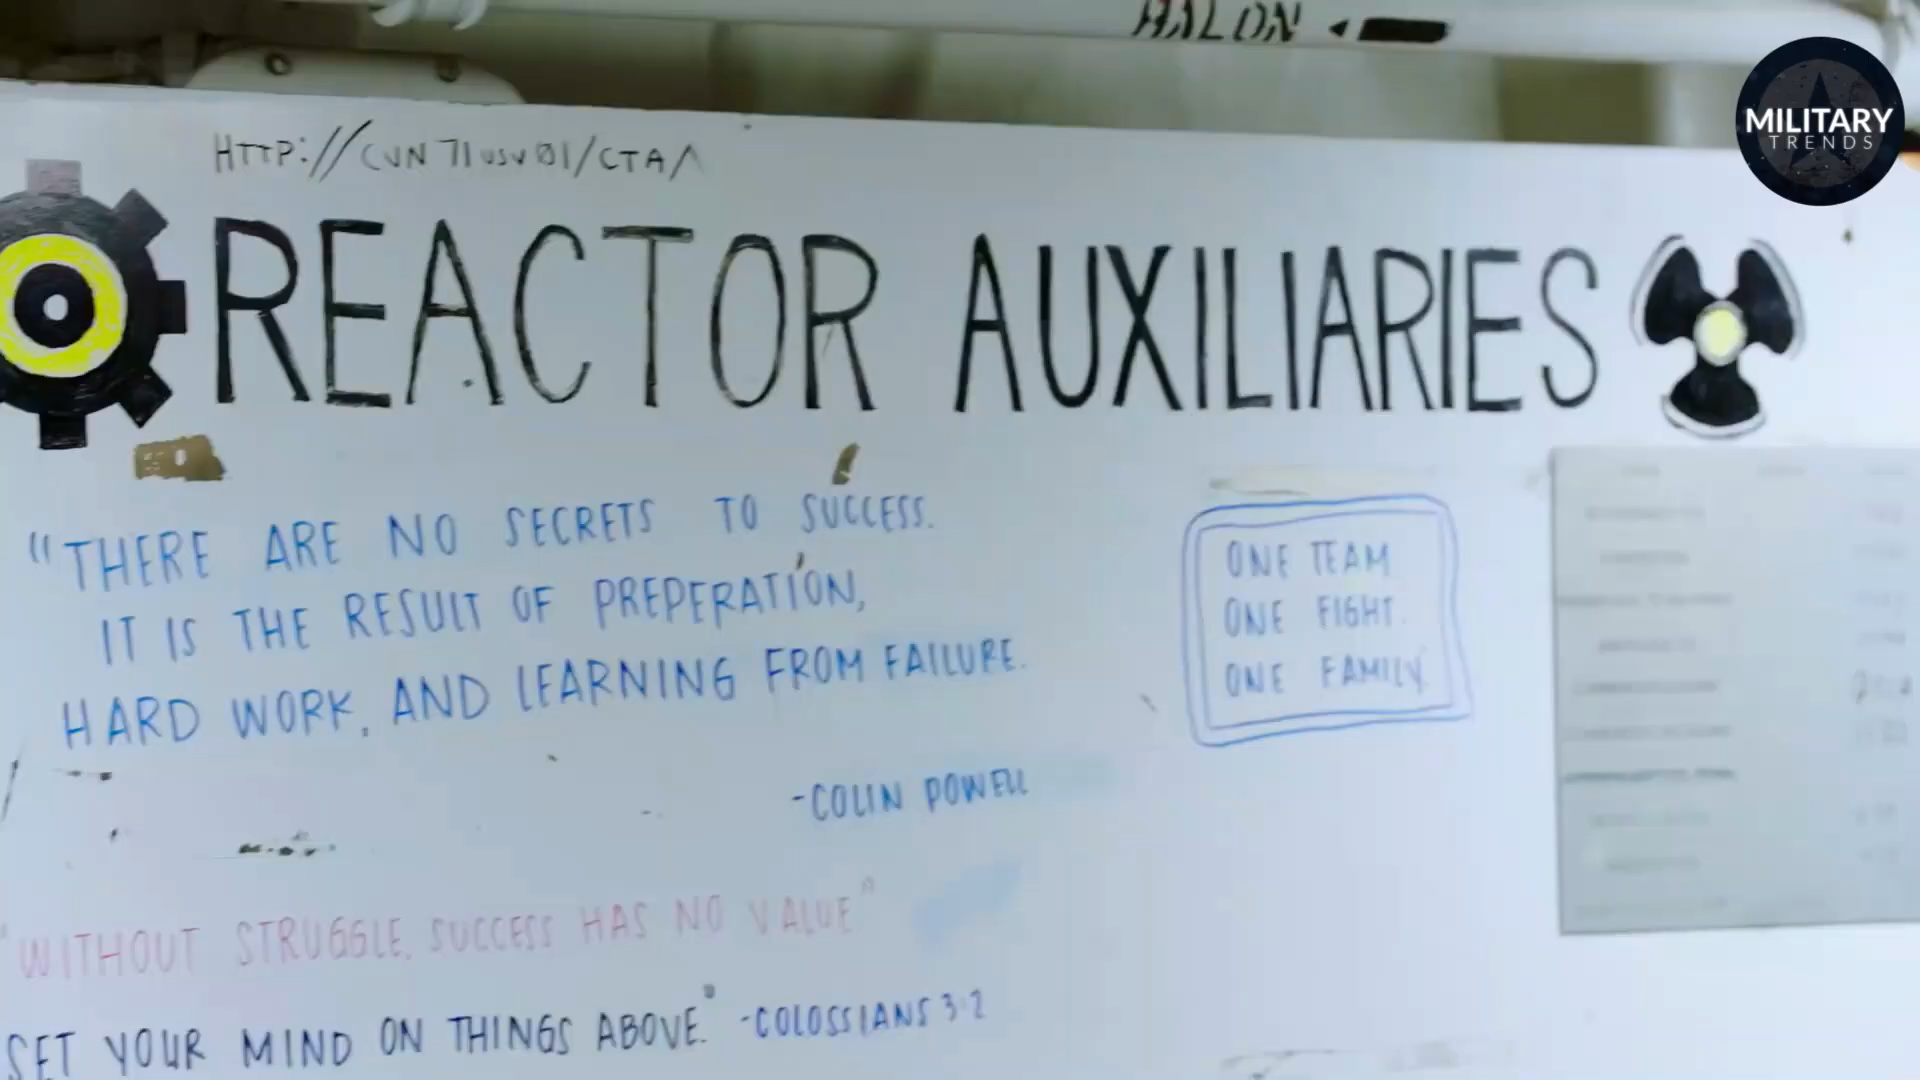 HALON
MILITARY
TRENDS
HTTP://CVN71USV01/CTA/
REACTOR AUXILIARIES
"THERE ARE NO SECRETS TO SUCCESS.
IT IS THE RESULT OF PREPERATION,
HARD WORK, AND LEARNING FROM FAILURE.
-COLIN POWELL
ONE TEAM
ONE FIGHT.
ONE FAMILY.
"WITHOUT STRUGGLE, SUCCESS HAS NO VALUE"
SET YOUR MIND ON THINGS ABOVE." -COLOSSIANS 3:2